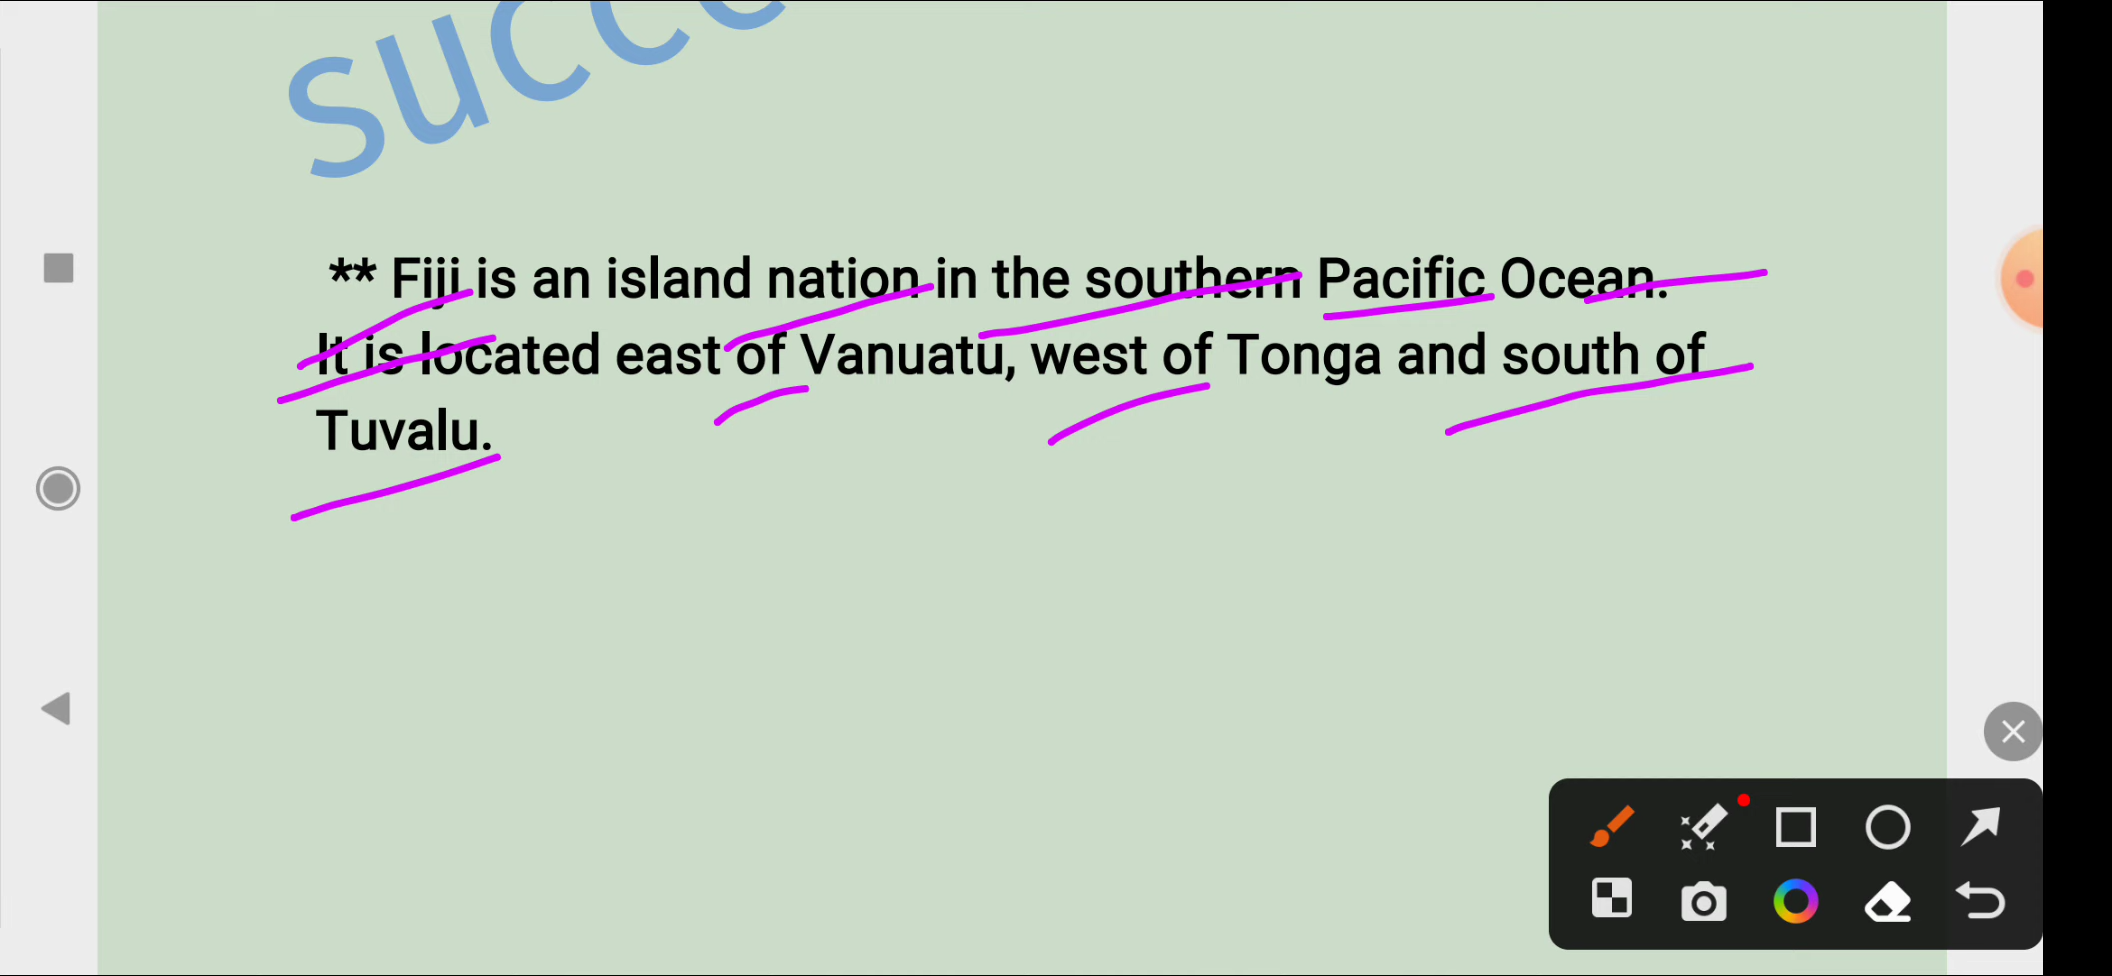 succe
** Fiji is an island nation in the southern Pacific Ocean.
It is located east of Vanuatu, west of Tonga and south of
Tuvalu.